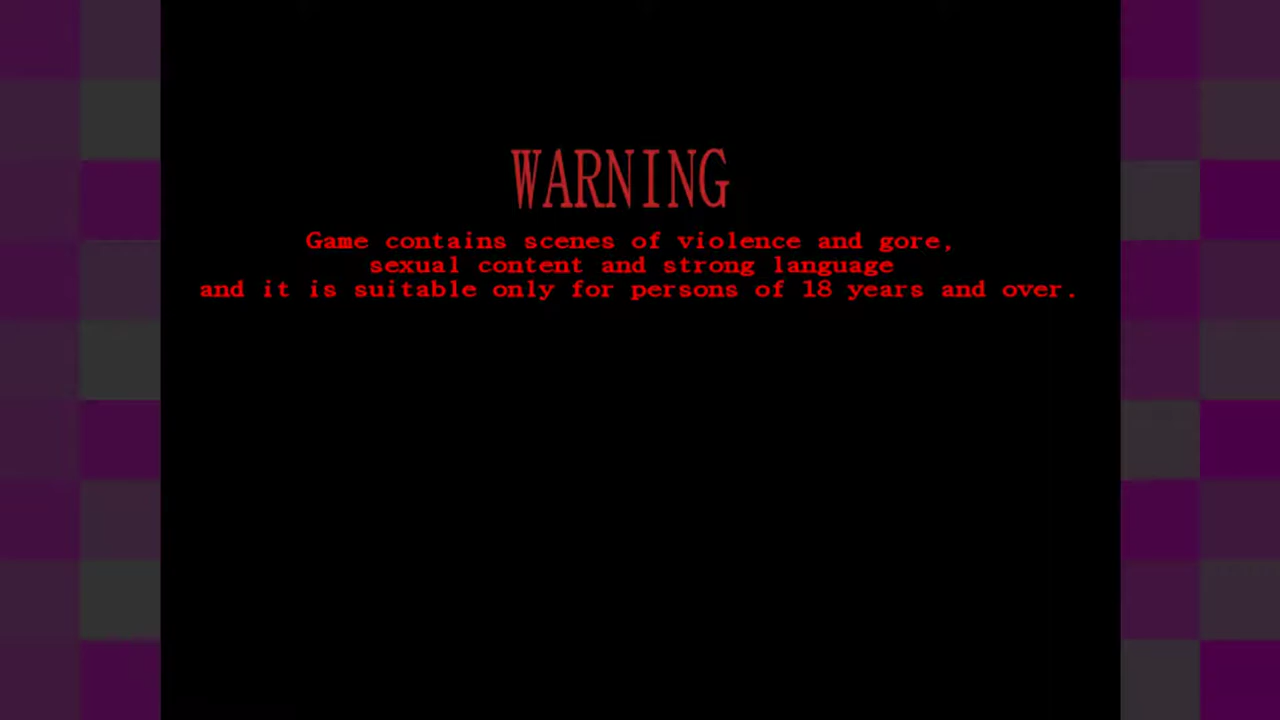 WARNING
Game contains scenes of violence and gore,
sexual content and strong language
and it is suitable only for persons of 18 years and over.